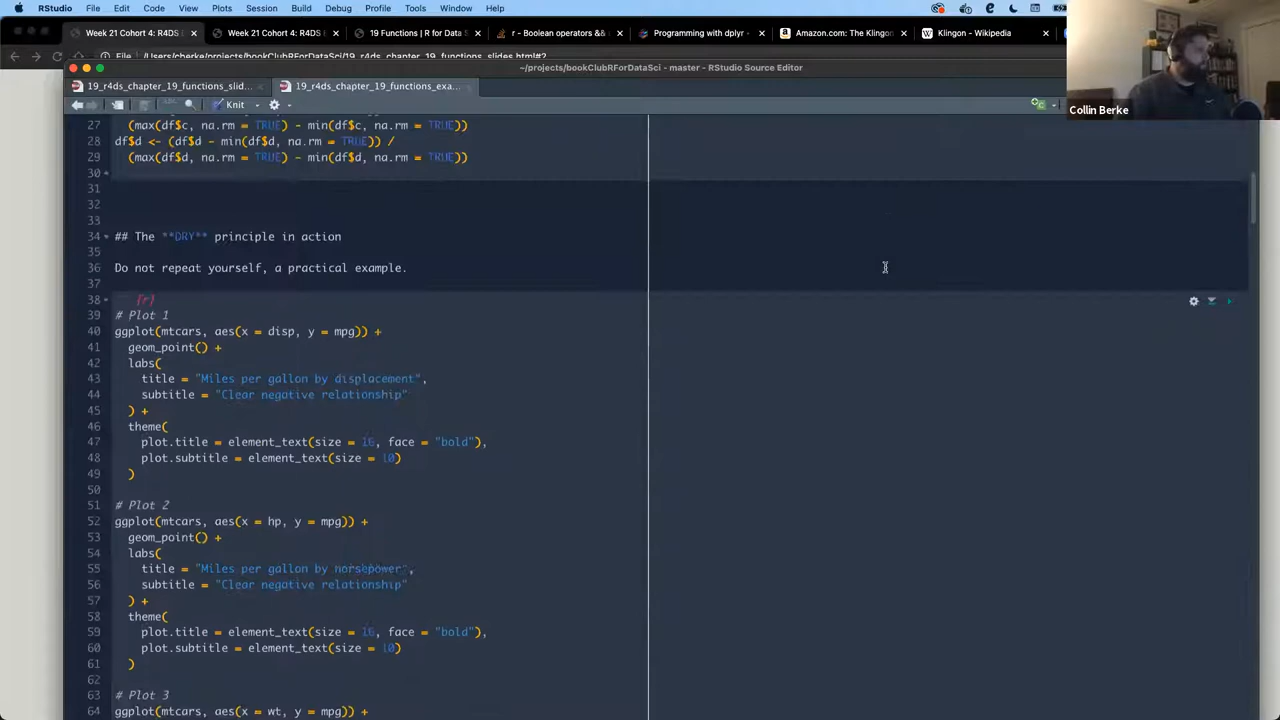 RStudio File Edit Code View Plots Session Build Debug Profile Tools Window Help
Week 21 Cohort 4: R4DS Week 21 Cohort 4: R4DS 19 Functions | R for Data r - Boolean operators && Programming with dplyr Amazon.com: The Klingon Klingon - Wikipedia
File /Users/cberke/projects/bookClubRForDataSci/19_r4ds_chapter_19_functions_slides.html#2
~/projects/bookClubRForDataSci - master - RStudio Source Editor
19_r4ds_chapter_19_functions_slid... 19_r4ds_chapter_19_functions_exa...
Knit
Collin Berke
27 (max(df$c, na.rm = TRUE) - min(df$c, na.rm = TRUE))
28 df$d <- (df$d - min(df$d, na.rm = TRUE)) /
29 (max(df$d, na.rm = TRUE) - min(df$d, na.rm = TRUE))
30
31
32
33
34 ## The **DRY** principle in action
35
36 Do not repeat yourself, a practical example.
37
38 {r}
39 # Plot 1
40 ggplot(mtcars, aes(x = disp, y = mpg)) +
41 geom_point() +
42 labs(
43 title = "Miles per gallon by displacement",
44 subtitle = "Clear negative relationship"
45 ) +
46 theme(
47 plot.title = element_text(size = 16, face = "bold"),
48 plot.subtitle = element_text(size = 10)
49 )
50
51 # Plot 2
52 ggplot(mtcars, aes(x = hp, y = mpg)) +
53 geom_point() +
54 labs(
55 title = "Miles per gallon by horsepower",
56 subtitle = "Clear negative relationship"
57 ) +
58 theme(
59 plot.title = element_text(size = 16, face = "bold"),
60 plot.subtitle = element_text(size = 10)
61 )
62
63 # Plot 3
64 ggplot(mtcars, aes(x = wt, y = mpg)) +